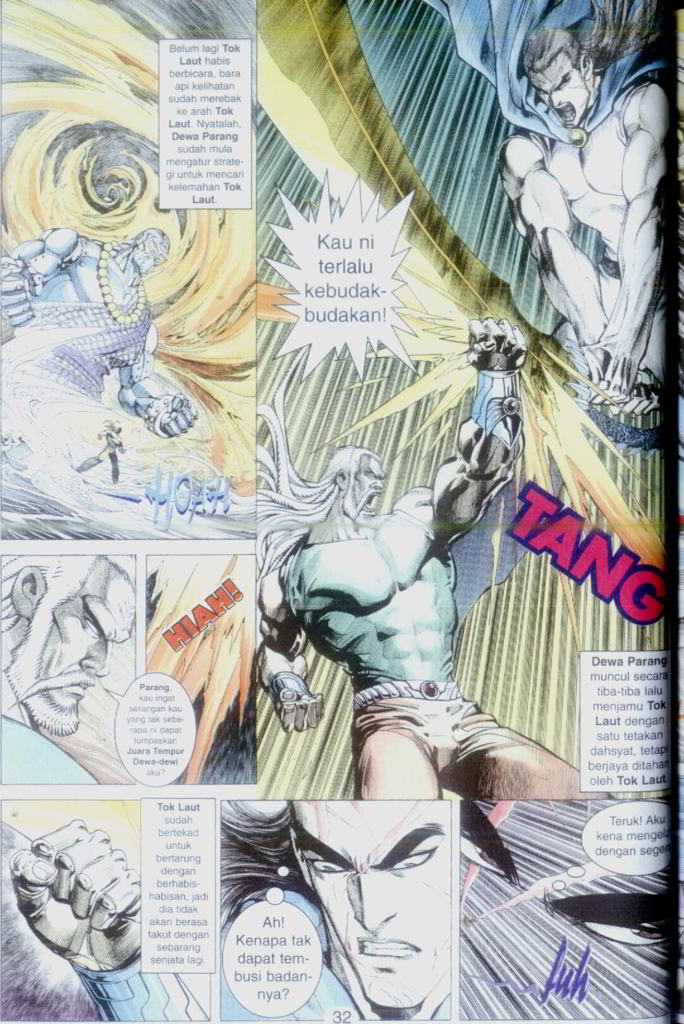 Belum lagi Tok
Laut habis
berbicara, bara
api kelihatan
sudah merebak
ke arah Tok
Laut. Nyatalah,
Dewa Parang
sudah mula
mengatur strate-
gi untuk mencari
kelemahan Tok
Laut.
HOASH
Kau ni
terlalu
kebudak-
budakan!
TANG
Dewa Parang
muncul secara
tiba-tiba lalu
menjamu Tok
Laut dengan
satu tetakan
dahsyat, tetapi
berjaya ditahan
oleh Tok Laut.
HIAH!
Parang,
kau ingat
serangan kau
yang tak sebe-
rapa ni dapat
tumpaskan
Juara Tempur
Dewa-dewi
aku?
Tok Laut
sudah
bertekad
untuk
bertarung
dengan
berhabis-
habisan, jadi
dia tidak
akan berasa
takut dengan
sebarang
senjata lagi.
Ah!
Kenapa tak
dapat tem-
busi badan-
nya?
Teruk! Aku
kena mengela
dengan seger
fuh
32